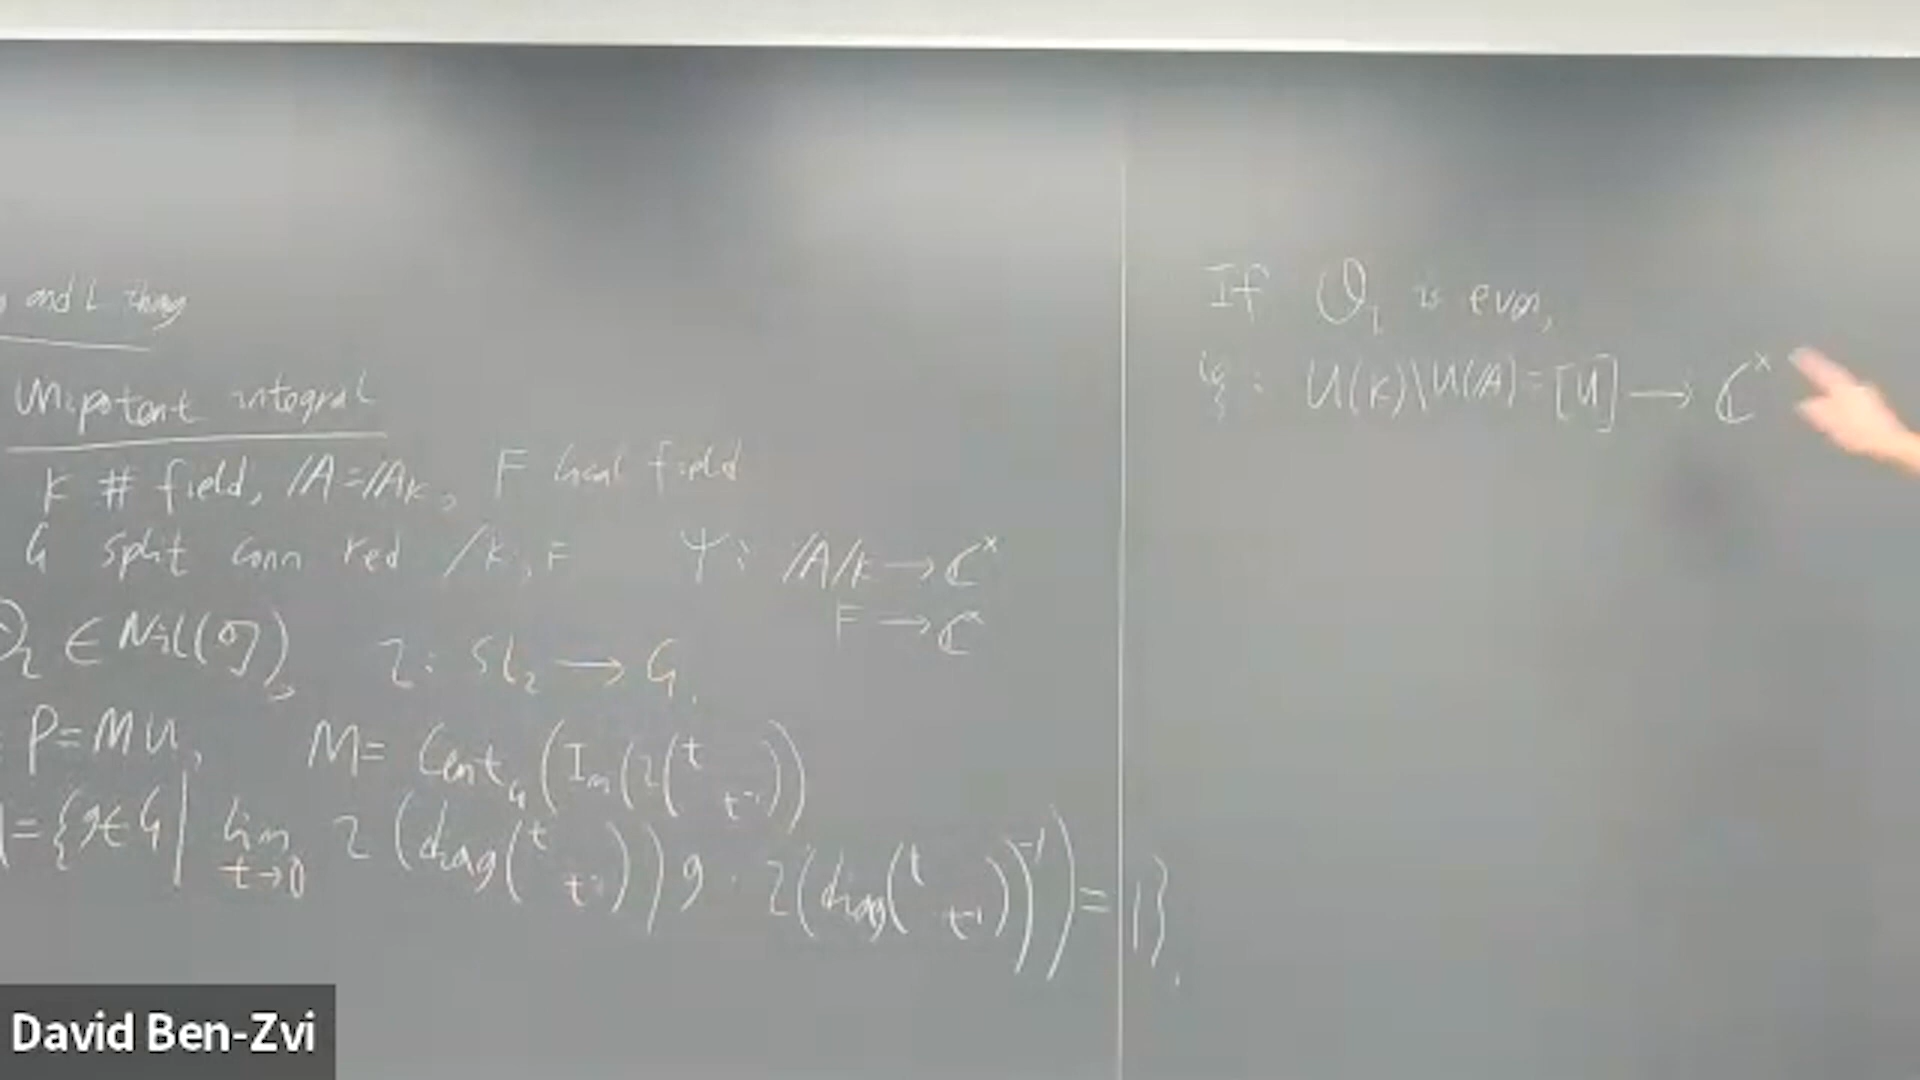 and L thing
Unipotent integral
k # field, /A=/A_k, F local field
G split conn red /k, F ψ: /A/k → ℂ^×
F → ℂ^×
O_ι ∈ Nil(𝔤), ι: SL_2 → G.
P=MU, M= Cent_G(Im(ι(t t^-1))
={g∈G| lim_{t→0} ι(diag(t t^-1)) g · ι(diag(t t^-1))^-1) = 1}.
If O_ι is even,
ξ: U(k)\U(/A) = [U] → ℂ^×
David Ben-Zvi